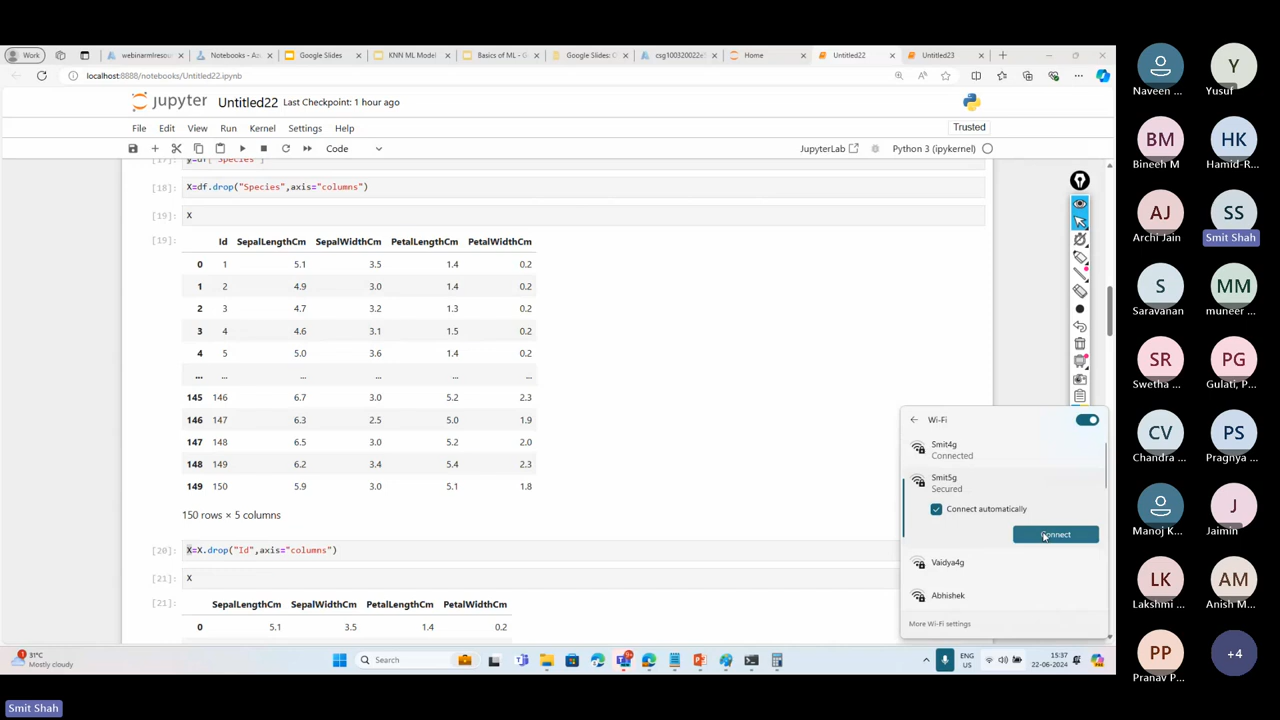 Work
webinarmlresou
Notebooks - Az
Google Slides
KNN ML Model
Basics of ML - G
Google Slides: O
csg100320022e3
Home
Untitled22
Untitled23
localhost:8888/notebooks/Untitled22.ipynb
jupyter Untitled22 Last Checkpoint: 1 hour ago
File Edit View Run Kernel Settings Help
Trusted
Code
JupyterLab
Python 3 (ipykernel)
[17]: y=df["Species"]
[18]: X=df.drop("Species",axis="columns")
[19]: X
[19]: Id SepalLengthCm SepalWidthCm PetalLengthCm PetalWidthCm
0 1 5.1 3.5 1.4 0.2
1 2 4.9 3.0 1.4 0.2
2 3 4.7 3.2 1.3 0.2
3 4 4.6 3.1 1.5 0.2
4 5 5.0 3.6 1.4 0.2
... ... ... ... ... ...
145 146 6.7 3.0 5.2 2.3
146 147 6.3 2.5 5.0 1.9
147 148 6.5 3.0 5.2 2.0
148 149 6.2 3.4 5.4 2.3
149 150 5.9 3.0 5.1 1.8
150 rows × 5 columns
[20]: X=X.drop("Id",axis="columns")
[21]: X
[21]: SepalLengthCm SepalWidthCm PetalLengthCm PetalWidthCm
0 5.1 3.5 1.4 0.2
Wi-Fi
Smit4g
Connected
Smit5g
Secured
Connect automatically
Connect
Vaidya4g
Abhishek
More Wi-Fi settings
1
31°C
Mostly cloudy
Search
ENG
US
15:37
22-06-2024
Naveen ...
Y
Yusuf
BM
Bineeh M
HK
Hamid-R...
AJ
Archi Jain
SS
Smit Shah
S
Saravanan
MM
muneer ...
SR
Swetha ...
PG
Gulati, P...
CV
Chandra ...
PS
Pragnya ...
Manoj K...
J
Jaimin
LK
Lakshmi ...
AM
Anish M...
PP
Pranav P...
+4
Smit Shah